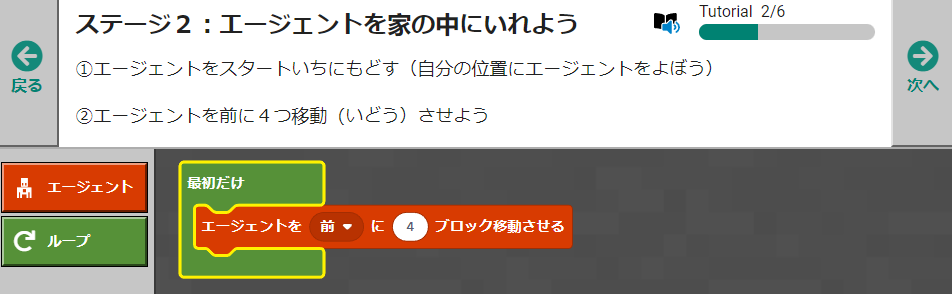 ステージ２：エージェントを家の中にいれよう
Tutorial 2/6
戻る
①エージェントをスタートいちにもどす（自分の位置にエージェントをよぼう）
②エージェントを前に４つ移動（いどう）させよう
次へ
エージェント
ループ
最初だけ
エージェントを 前 に 4 ブロック移動させる